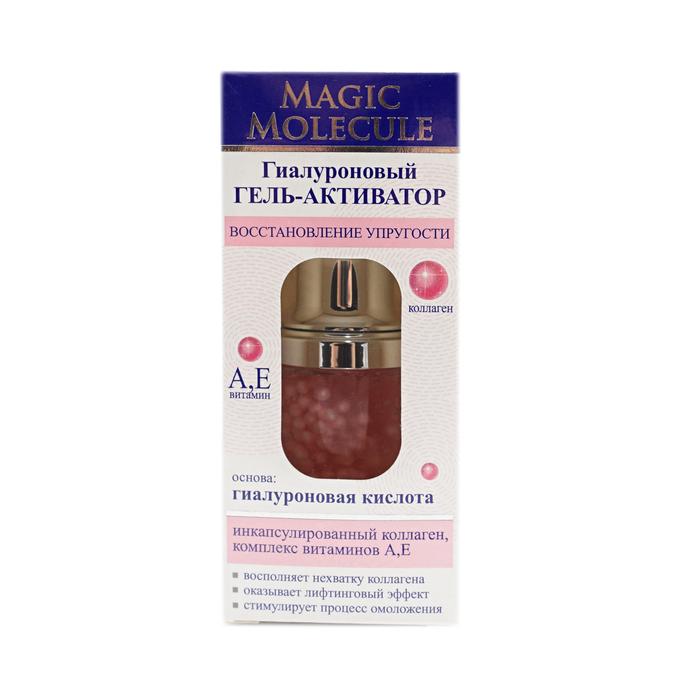 MAGIC
MOLECULE
Гиалуроновый
ГЕЛЬ-АКТИВАТОР
ВОССТАНОВЛЕНИЕ УПРУГОСТИ
коллаген
А,Е
витамин
основа:
гиалуроновая кислота
инкапсулированный коллаген,
комплекс витаминов А,Е
восполняет нехватку коллагена
оказывает лифтинговый эффект
стимулирует процесс омоложения